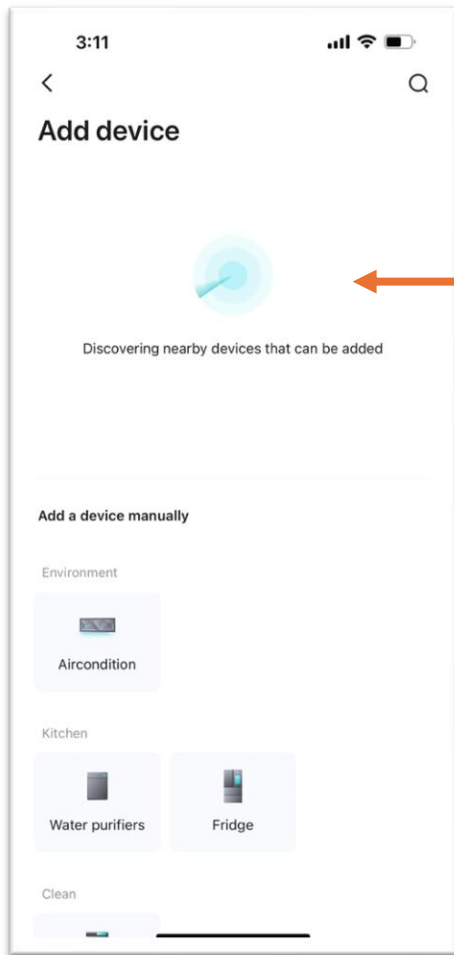 3:11
Add device
Discovering nearby devices that can be added
Add a device manually
Environment
Aircondition
Kitchen
Water purifiers
Fridge
Clean